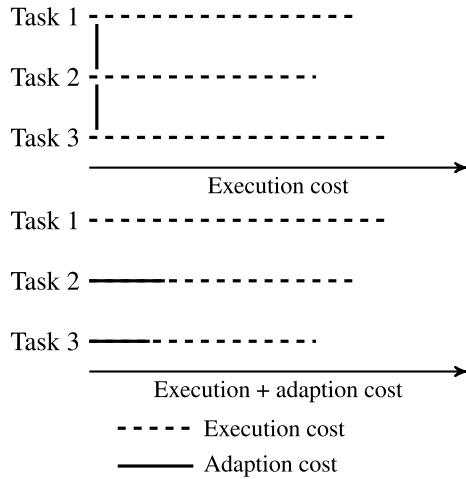 Task 1
Task 2
Task 3
Execution cost
Task 1
Task 2
Task 3
Execution + adaption cost
Execution cost
Adaption cost